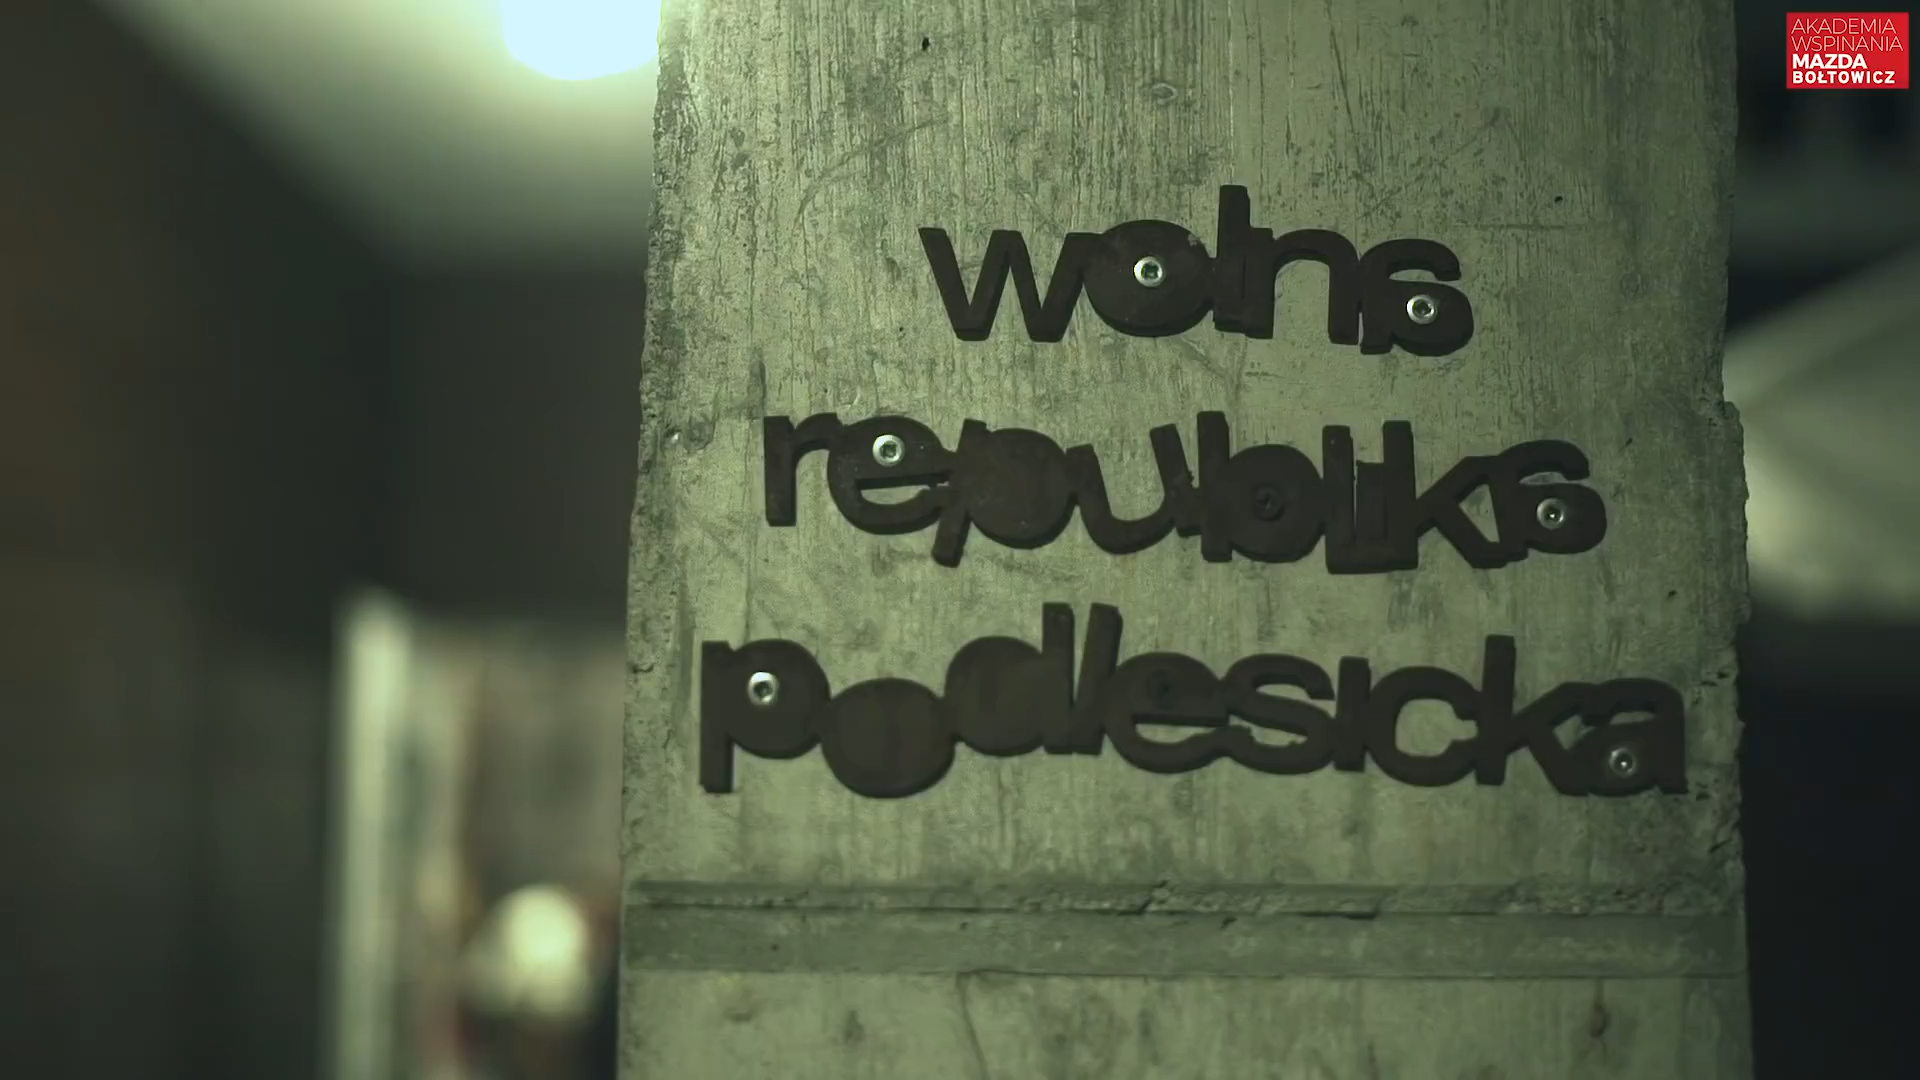 wolna
republika
podlesicka
AKADEMIA
WSPINANIA
MAZDA
BOŁTOWICZ